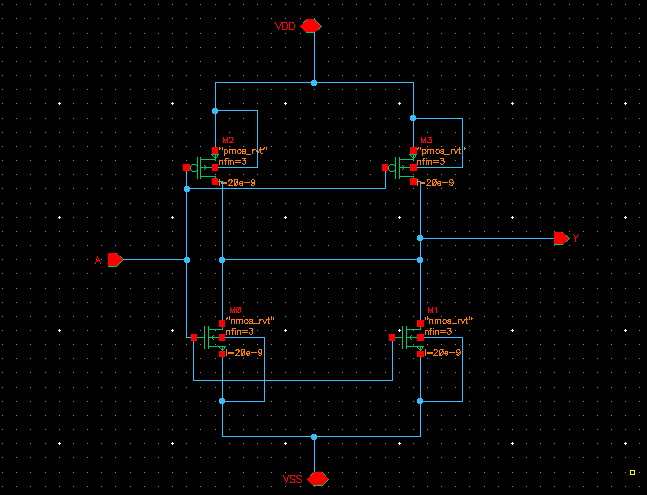 VDD
M2
"pmos_rvt"
nfin=3
l=20e-9
M3
"pmos_rvt"
nfin=3
l=20e-9
Y
A
M0
"nmos_rvt"
nfin=3
l=20e-9
M1
"nmos_rvt"
nfin=3
l=20e-9
VSS